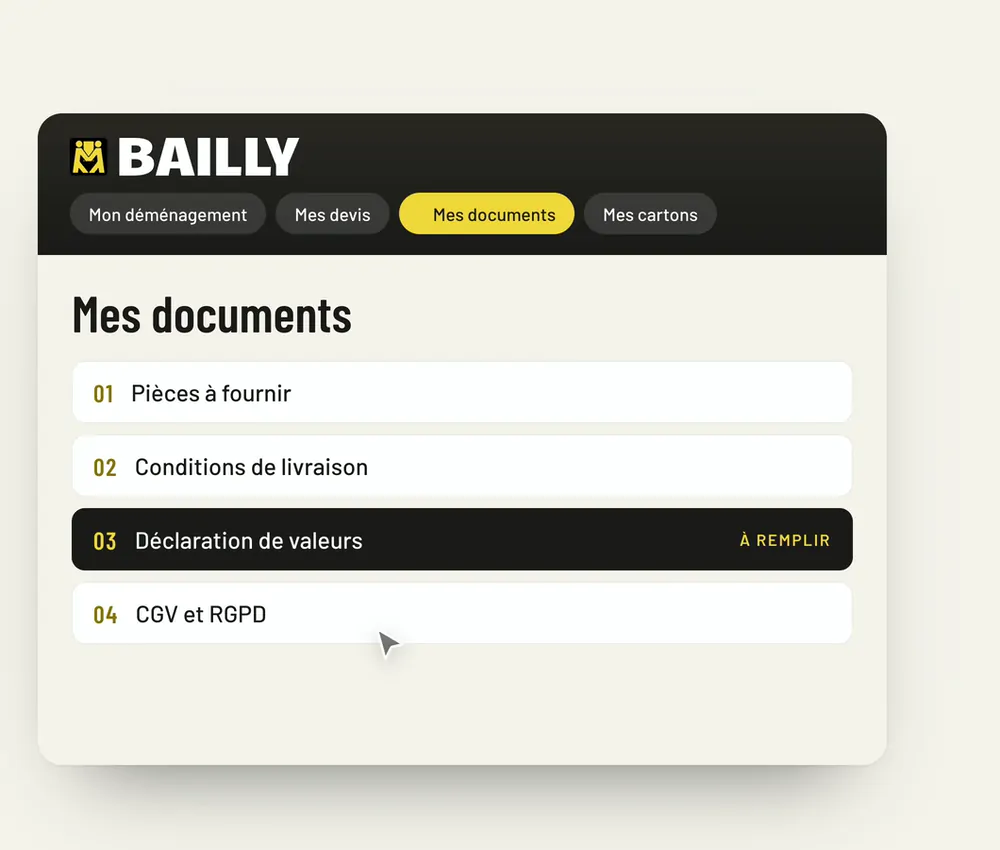 BAILLY
Mon déménagement Mes devis Mes documents Mes cartons
Mes documents
01 Pièces à fournir
02 Conditions de livraison
03 Déclaration de valeurs À REMPLIR
04 CGV et RGPD